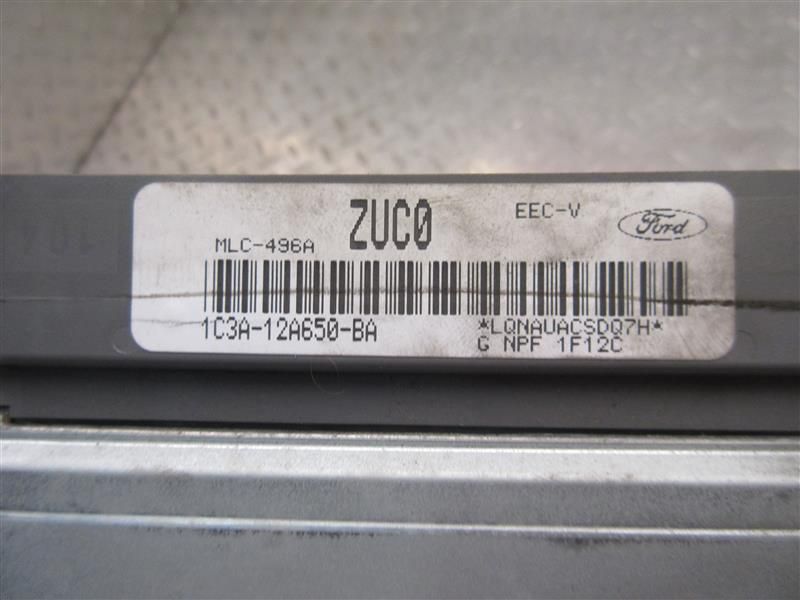 ZUC0
EEC-V
Ford
MLC-496A
1C3A-12A650-BA
*LQNAUACSDQ7H*
G NPF 1F12C